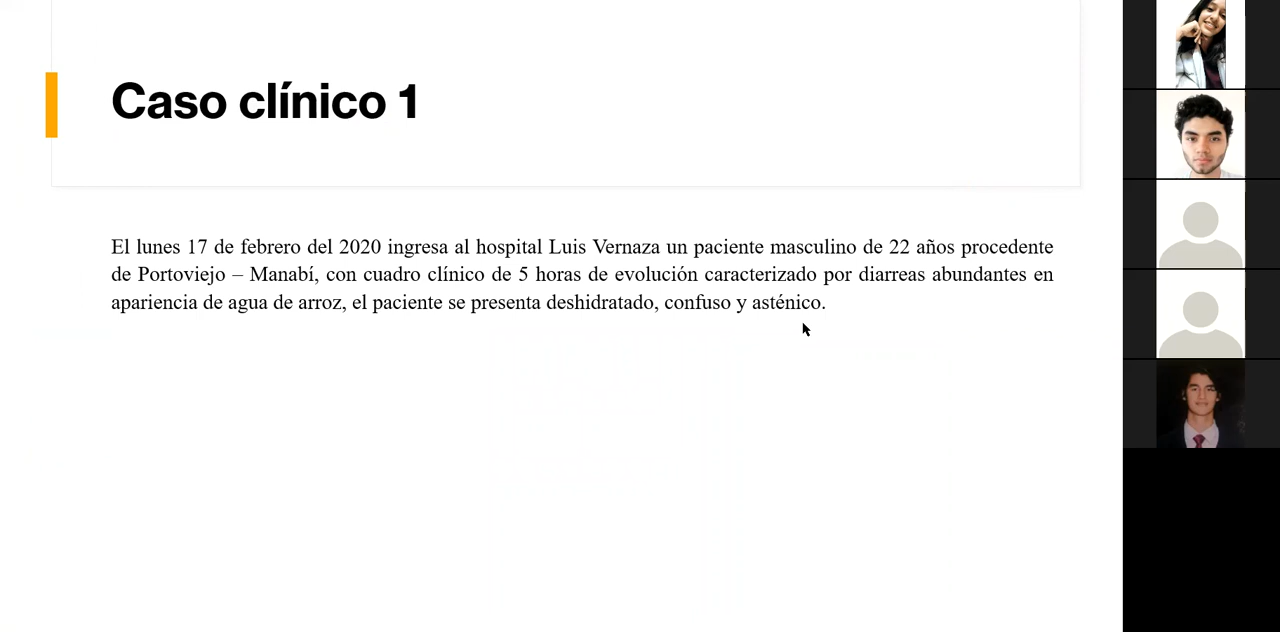 Caso clínico 1
El lunes 17 de febrero del 2020 ingresa al hospital Luis Vernaza un paciente masculino de 22 años procedente
de Portoviejo – Manabí, con cuadro clínico de 5 horas de evolución caracterizado por diarreas abundantes en
apariencia de agua de arroz, el paciente se presenta deshidratado, confuso y asténico.